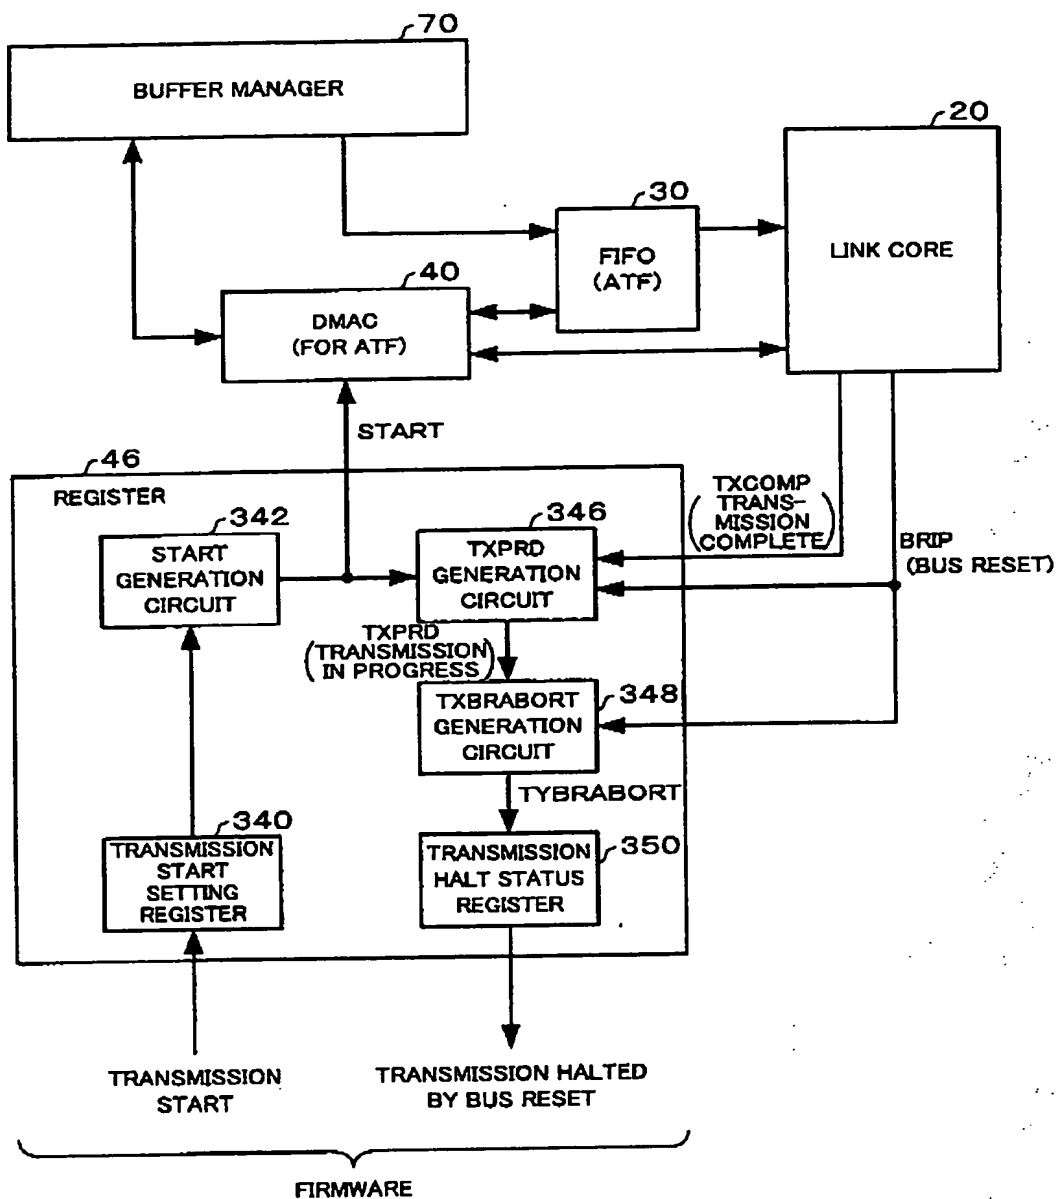 70
BUFFER MANAGER
20
LINK CORE
30
FIFO
(ATF)
40
DMAC
(FOR ATF)
START
46
REGISTER
342
START
GENERATION
CIRCUIT
346
TXPRD
GENERATION
CIRCUIT
(TXCOMP
TRANS-
MISSION
COMPLETE)
BRIP
(BUS RESET)
TXPRD
(TRANSMISSION
IN PROGRESS)
348
TXBRABORT
GENERATION
CIRCUIT
TYBRABORT
340
TRANSMISSION
START
SETTING
REGISTER
350
TRANSMISSION
HALT STATUS
REGISTER
TRANSMISSION
START
TRANSMISSION HALTED
BY BUS RESET
FIRMWARE